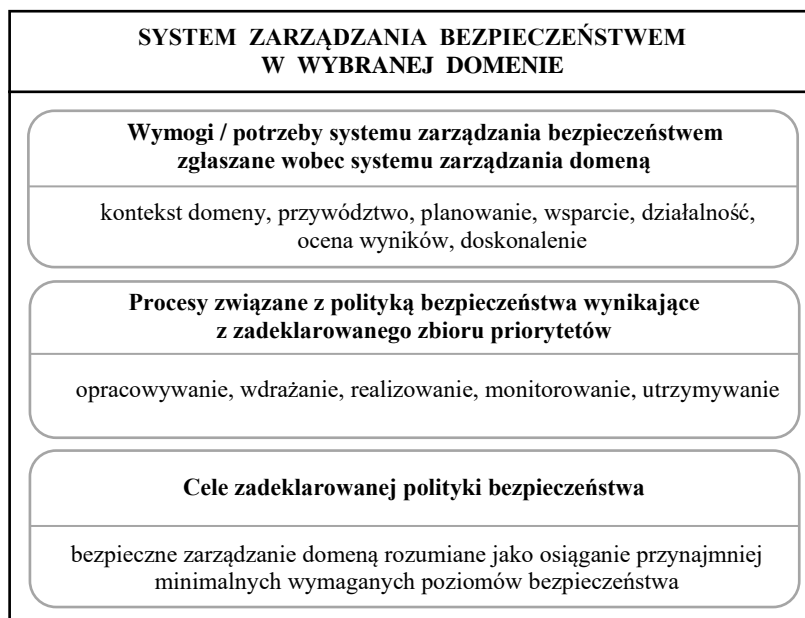 SYSTEM ZARZĄDZANIA BEZPIECZEŃSTWEM
W WYBRANEJ DOMENIE
Wymogi / potrzeby systemu zarządzania bezpieczeństwem
zgłaszane wobec systemu zarządzania domeną
kontekst domeny, przywództwo, planowanie, wsparcie, działalność,
ocena wyników, doskonalenie
Procesy związane z polityką bezpieczeństwa wynikające
z zadeklarowanego zbioru priorytetów
opracowywanie, wdrażanie, realizowanie, monitorowanie, utrzymywanie
Cele zadeklarowanej polityki bezpieczeństwa
bezpieczne zarządzanie domeną rozumiane jako osiąganie przynajmniej
minimalnych wymaganych poziomów bezpieczeństwa